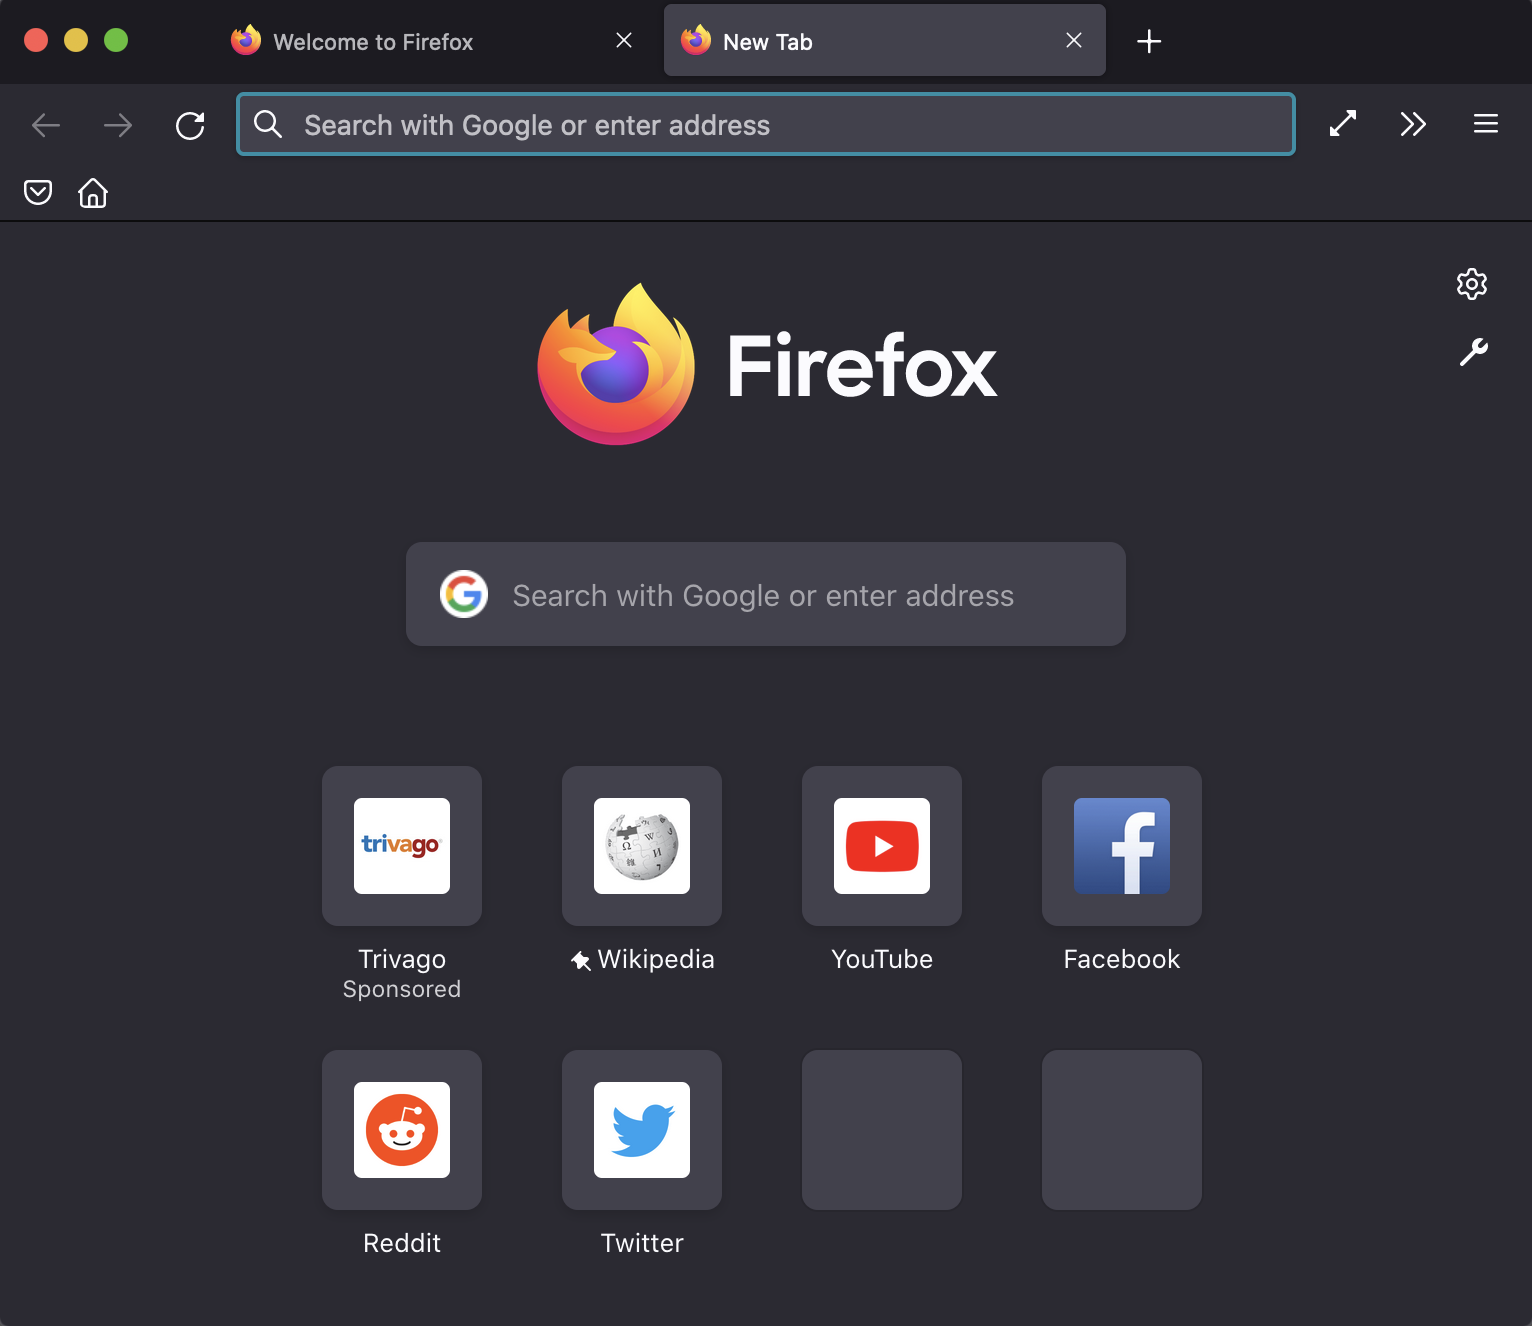 Welcome to Firefox
New Tab
Search with Google or enter address
Firefox
Search with Google or enter address
trivago
Trivago
Sponsored
Wikipedia
YouTube
Facebook
Reddit
Twitter